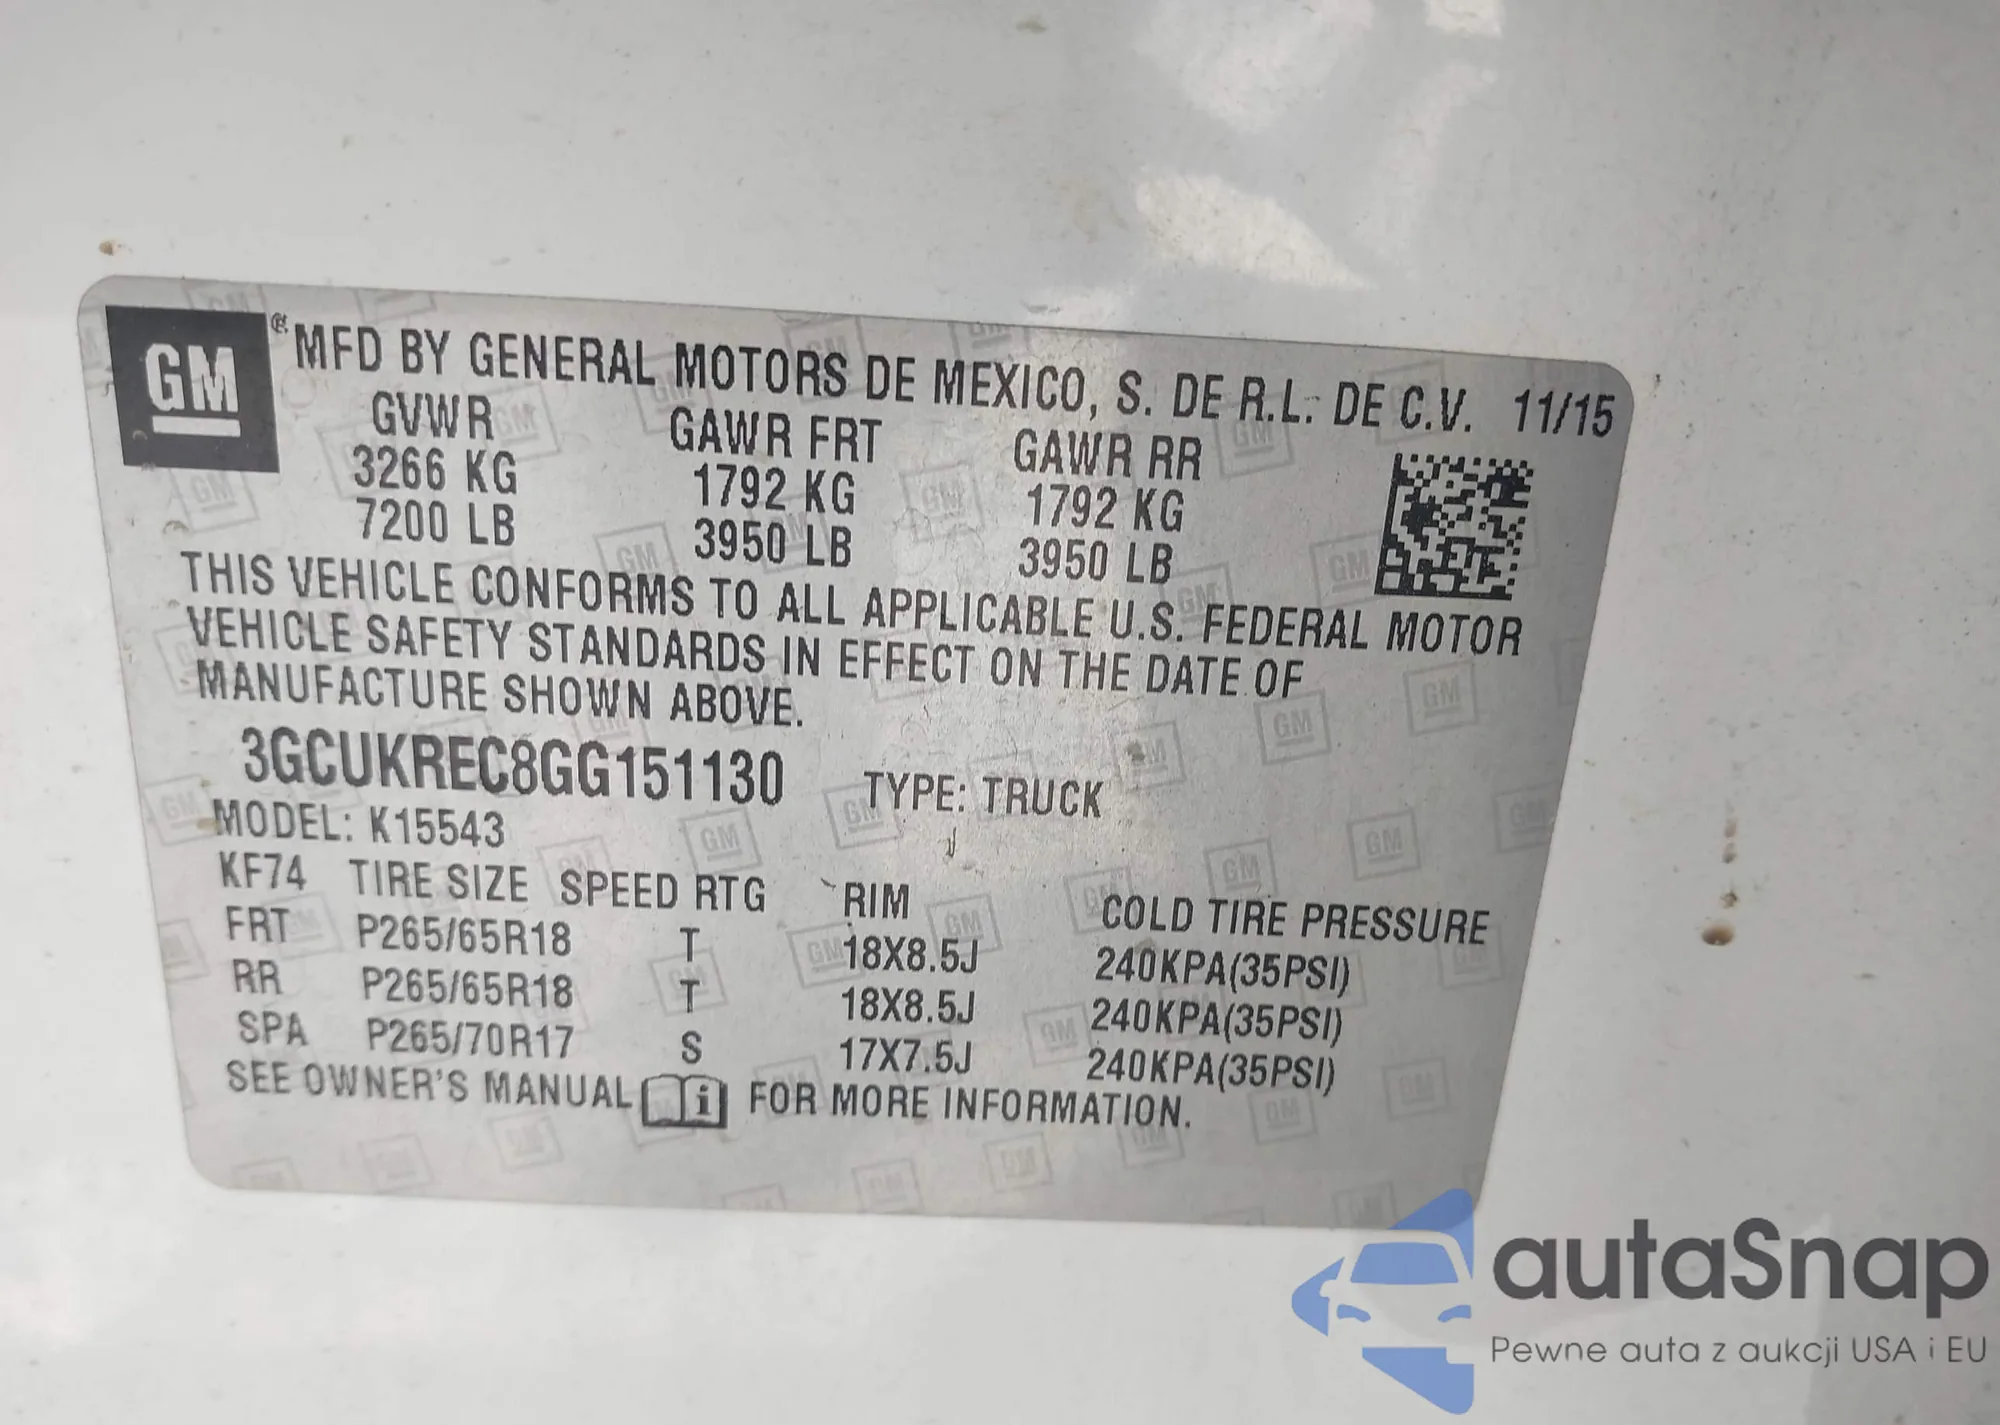 GM
MFD BY GENERAL MOTORS DE MEXICO, S. DE R.L. DE C.V. 11/15
GVWR GAWR FRT GAWR RR
3266 KG 1792 KG 1792 KG
7200 LB 3950 LB 3950 LB
THIS VEHICLE CONFORMS TO ALL APPLICABLE U.S. FEDERAL MOTOR
VEHICLE SAFETY STANDARDS IN EFFECT ON THE DATE OF
MANUFACTURE SHOWN ABOVE.
3GCUKREC8GG151130 TYPE: TRUCK
MODEL: K15543
KF74 TIRE SIZE SPEED RTG RIM COLD TIRE PRESSURE
FRT P265/65R18 T 18X8.5J 240KPA(35PSI)
RR P265/65R18 T 18X8.5J 240KPA(35PSI)
SPA P265/70R17 S 17X7.5J 240KPA(35PSI)
SEE OWNER'S MANUAL i FOR MORE INFORMATION.
autaSnap
Pewne auta z aukcji USA i EU